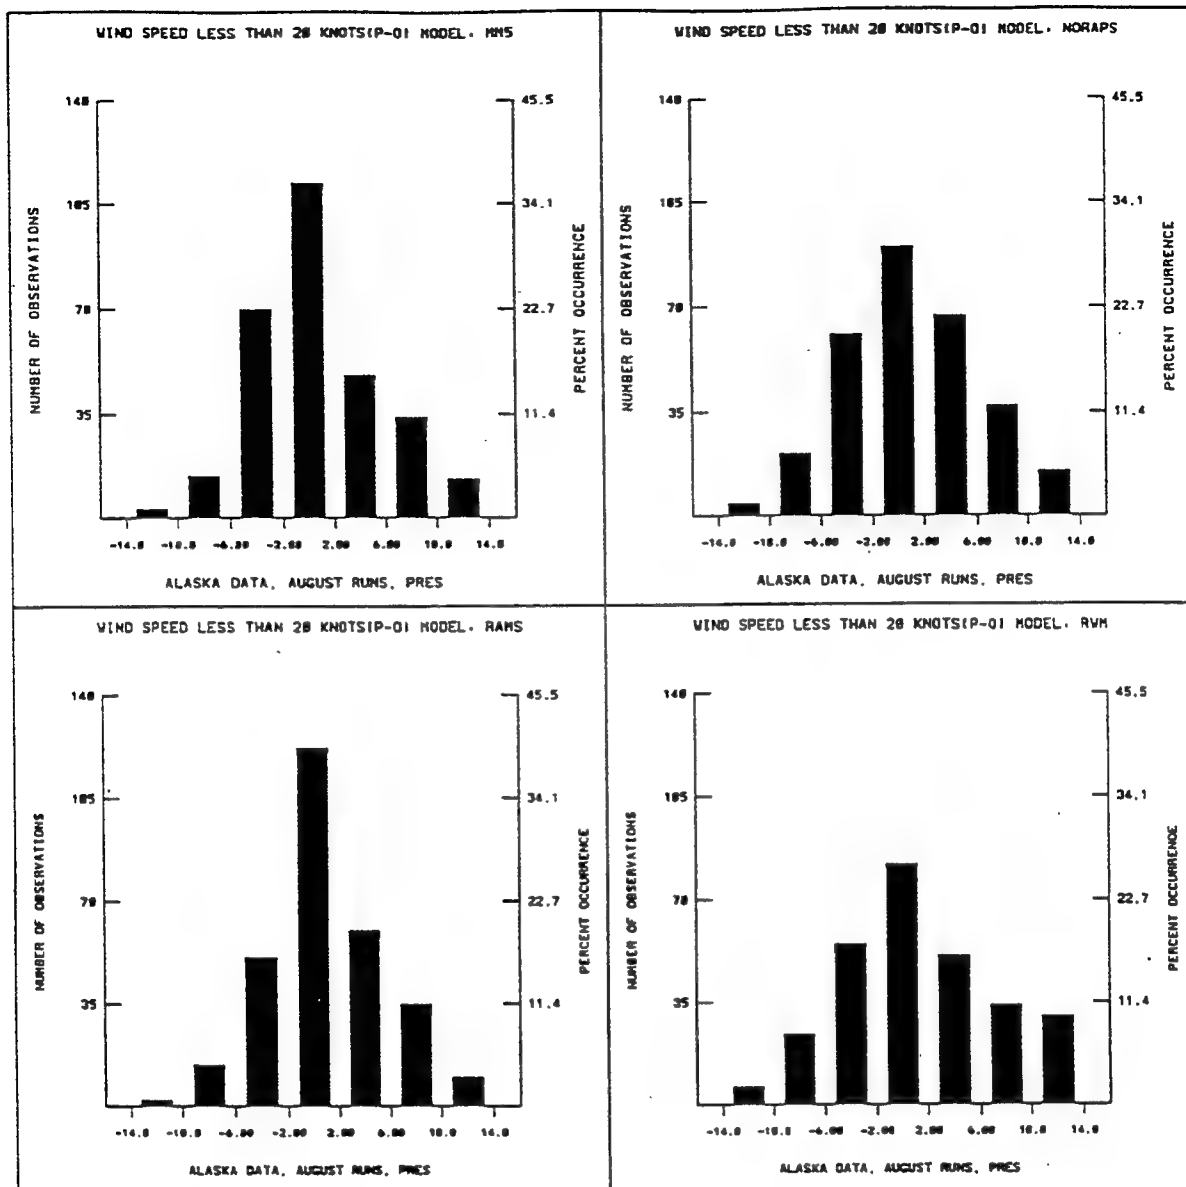 WIND SPEED LESS THAN 20 KNOTS(P-O) MODEL. MM5
140
105
70
35
NUMBER OF OBSERVATIONS
45.5
34.1
22.7
11.4
PERCENT OCCURRENCE
-14.0 -10.0 -6.00 -2.00 2.00 6.00 10.0 14.0
ALASKA DATA, AUGUST RUNS, PRES
WIND SPEED LESS THAN 20 KNOTS(P-O) MODEL. NORAPS
140
105
70
35
NUMBER OF OBSERVATIONS
45.5
34.1
22.7
11.4
PERCENT OCCURRENCE
-14.0 -10.0 -6.00 -2.00 2.00 6.00 10.0 14.0
ALASKA DATA, AUGUST RUNS, PRES
WIND SPEED LESS THAN 20 KNOTS(P-O) MODEL. RAMS
140
105
70
35
NUMBER OF OBSERVATIONS
45.5
34.1
22.7
11.4
PERCENT OCCURRENCE
-14.0 -10.0 -6.00 -2.00 2.00 6.00 10.0 14.0
ALASKA DATA, AUGUST RUNS, PRES
WIND SPEED LESS THAN 20 KNOTS(P-O) MODEL. RWM
140
105
70
35
NUMBER OF OBSERVATIONS
45.5
34.1
22.7
11.4
PERCENT OCCURRENCE
-14.0 -10.0 -6.00 -2.00 2.00 6.00 10.0 14.0
ALASKA DATA, AUGUST RUNS, PRES